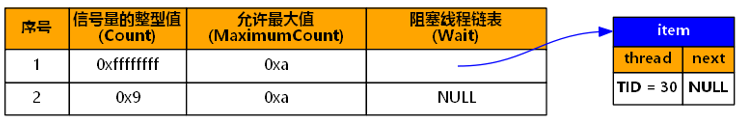 序号
信号量的整型值
(Count)
允许最大值
(MaximumCount)
阻塞线程链表
(Wait)
1
0xffffffff
0xa
2
0x9
0xa
NULL
item
thread
next
TID = 30
NULL